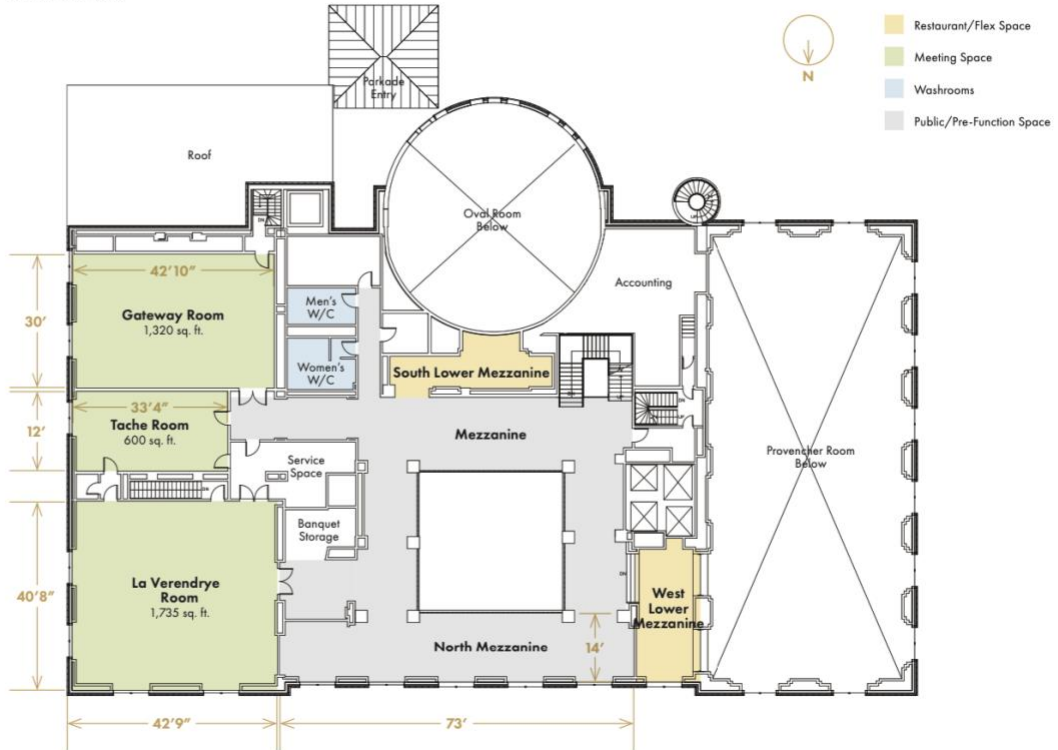 Restaurant/Flex Space
Meeting Space
Washrooms
Public/Pre-Function Space
N
Parkade
Entry
Roof
Oval Room
Below
Accounting
42'10"
30'
Gateway Room
1,320 sq. ft.
Men's
W/C
Women's
W/C
South Lower Mezzanine
33'4"
12'
Tache Room
600 sq. ft.
Mezzanine
Service
Space
Provencher Room
Below
Banquet
Storage
40'8"
La Verendrye
Room
1,735 sq. ft.
West
Lower
Mezzanine
North Mezzanine
14'
42'9"
73'